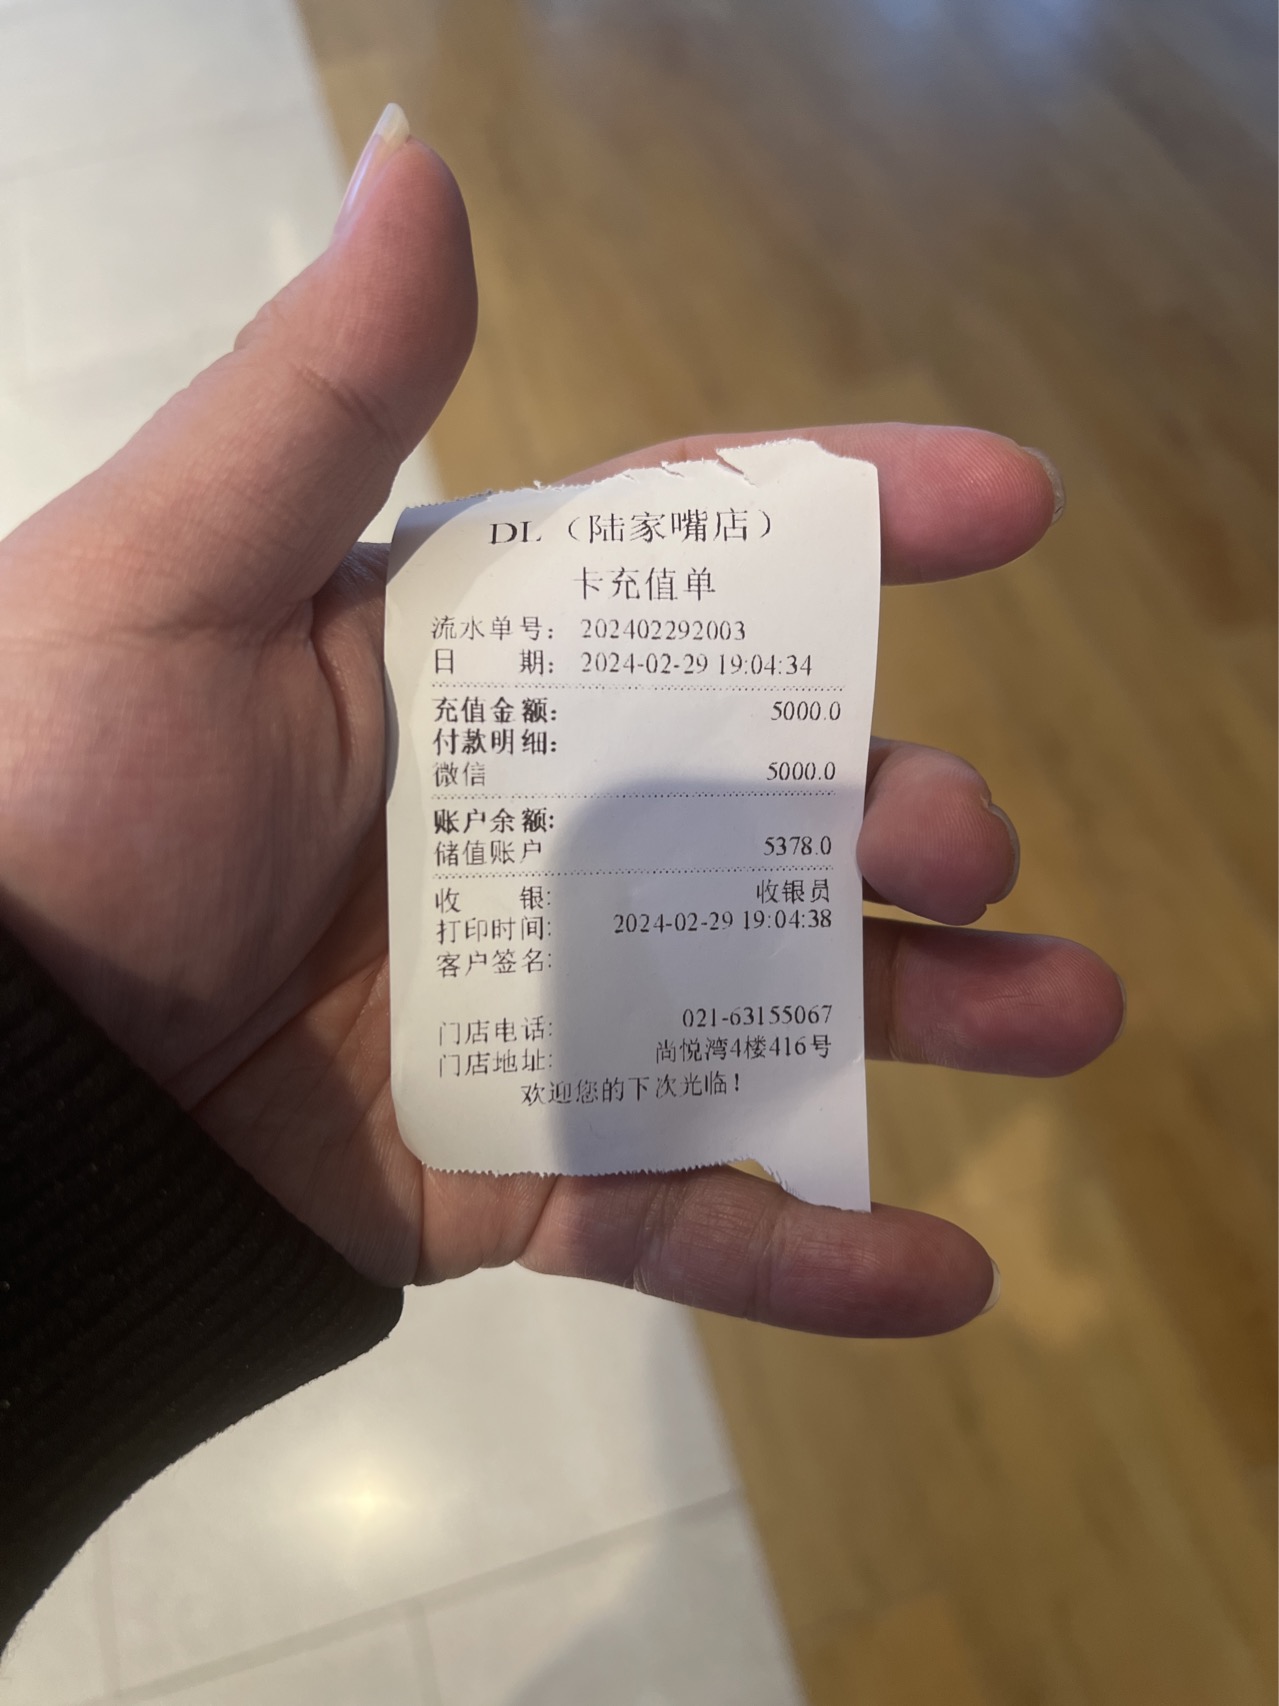 DL（陆家嘴店）
卡充值单
流水单号： 202402292003
日 期： 2024-02-29 19:04:34
充值金额： 5000.0
付款明细：
微信 5000.0
账户余额：
储值账户 5378.0
收 银： 收银员
打印时间： 2024-02-29 19:04:38
客户签名：
门店电话： 021-63155067
门店地址： 尚悦湾4楼416号
欢迎您的下次光临！